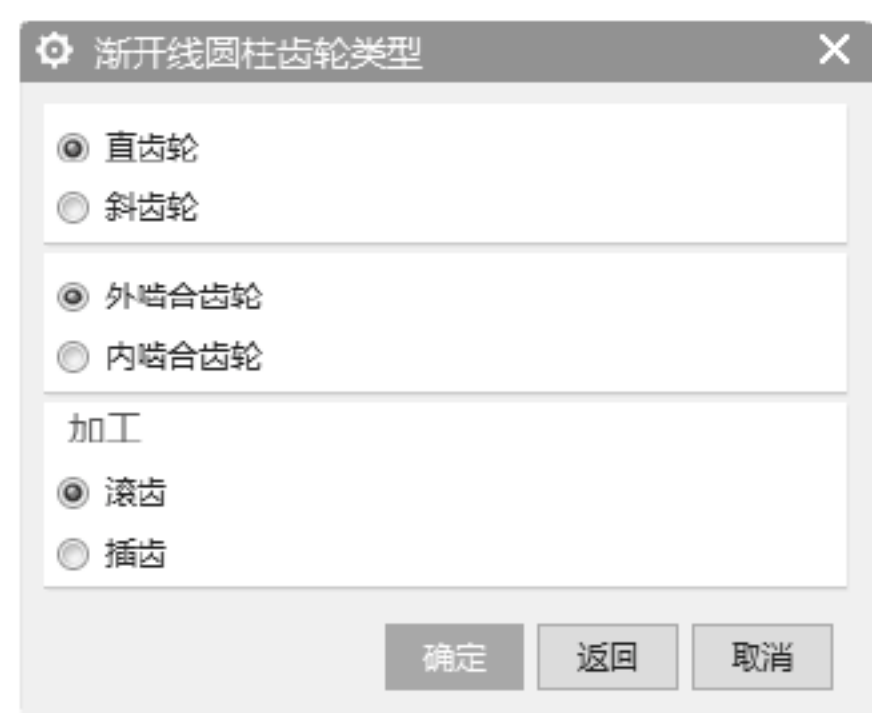 渐开线圆柱齿轮类型
直齿轮
斜齿轮
外啮合齿轮
内啮合齿轮
加工
滚齿
插齿
确定 返回 取消